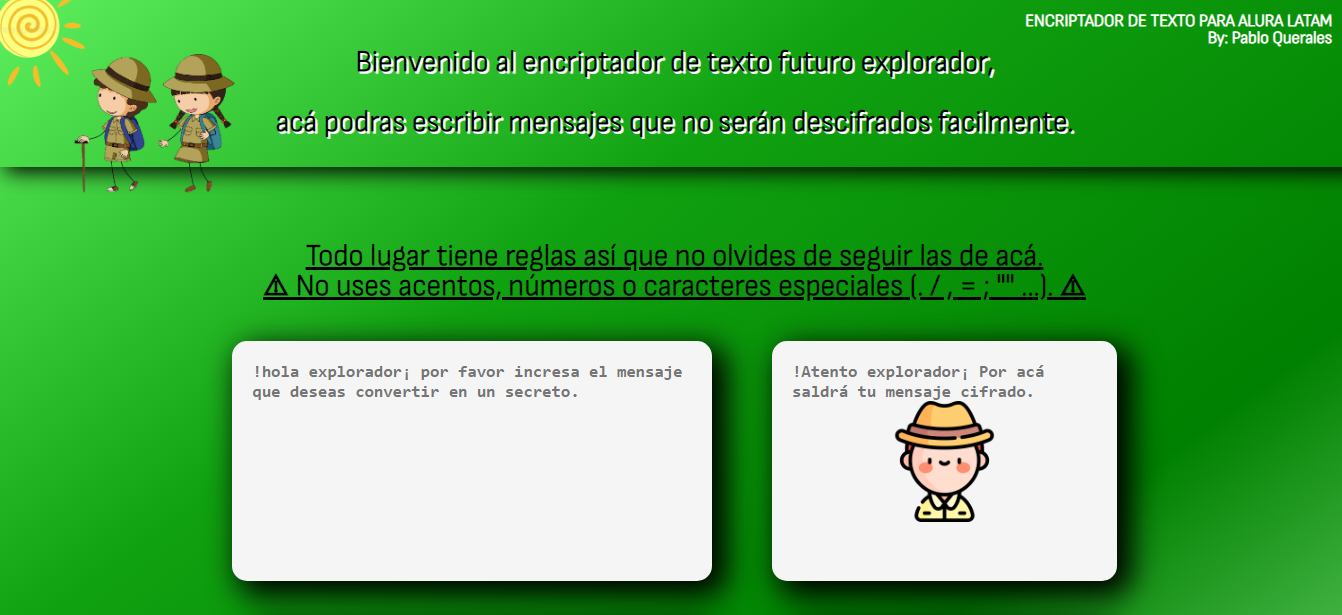 ENCRIPTADOR DE TEXTO PARA ALURA LATAM
By: Pablo Querales
Bienvenido al encriptador de texto futuro explorador,
acá podras escribir mensajes que no serán descifrados facilmente.
Todo lugar tiene reglas así que no olvides de seguir las de acá.
⚠ No uses acentos, números o caracteres especiales (. / , = ; "" ...). ⚠
!hola explorador¡ por favor incresa el mensaje
que deseas convertir en un secreto.
!Atento explorador¡ Por acá
saldrá tu mensaje cifrado.